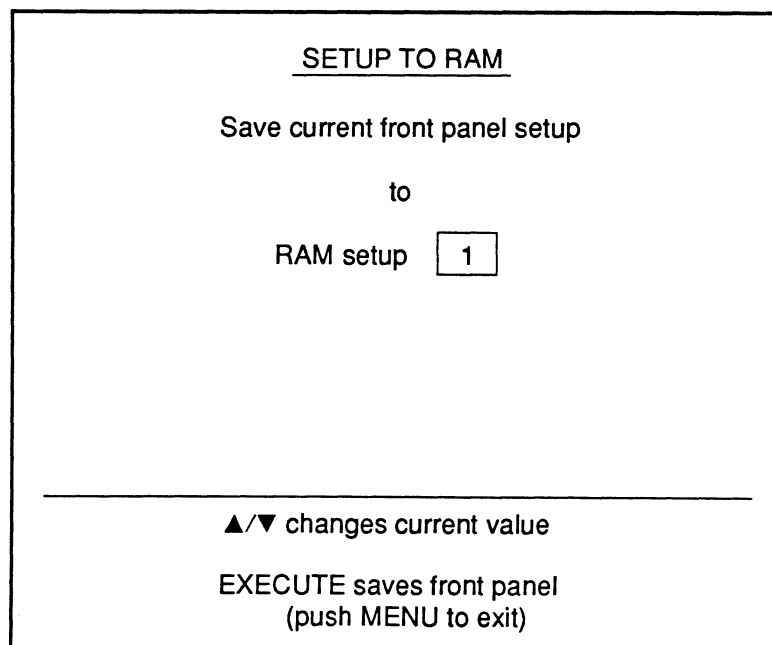 SETUP TO RAM
Save current front panel setup
to
RAM setup 1
▲/▼ changes current value
EXECUTE saves front panel
(push MENU to exit)